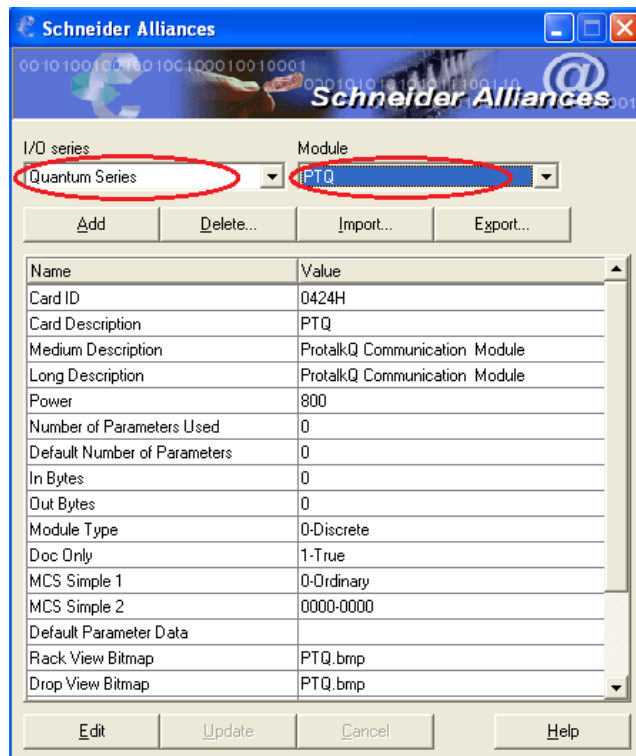 Schneider Alliances
Schneider Alliances
I/O series Module
Quantum Series PTQ
Add Delete... Import... Export...
Name Value
Card ID 0424H
Card Description PTQ
Medium Description ProtalkQ Communication Module
Long Description ProtalkQ Communication Module
Power 800
Number of Parameters Used 0
Default Number of Parameters 0
In Bytes 0
Out Bytes 0
Module Type 0-Discrete
Doc Only 1-True
MCS Simple 1 0-Ordinary
MCS Simple 2 0000-0000
Default Parameter Data
Rack View Bitmap PTQ.bmp
Drop View Bitmap PTQ.bmp
Edit Update Cancel Help